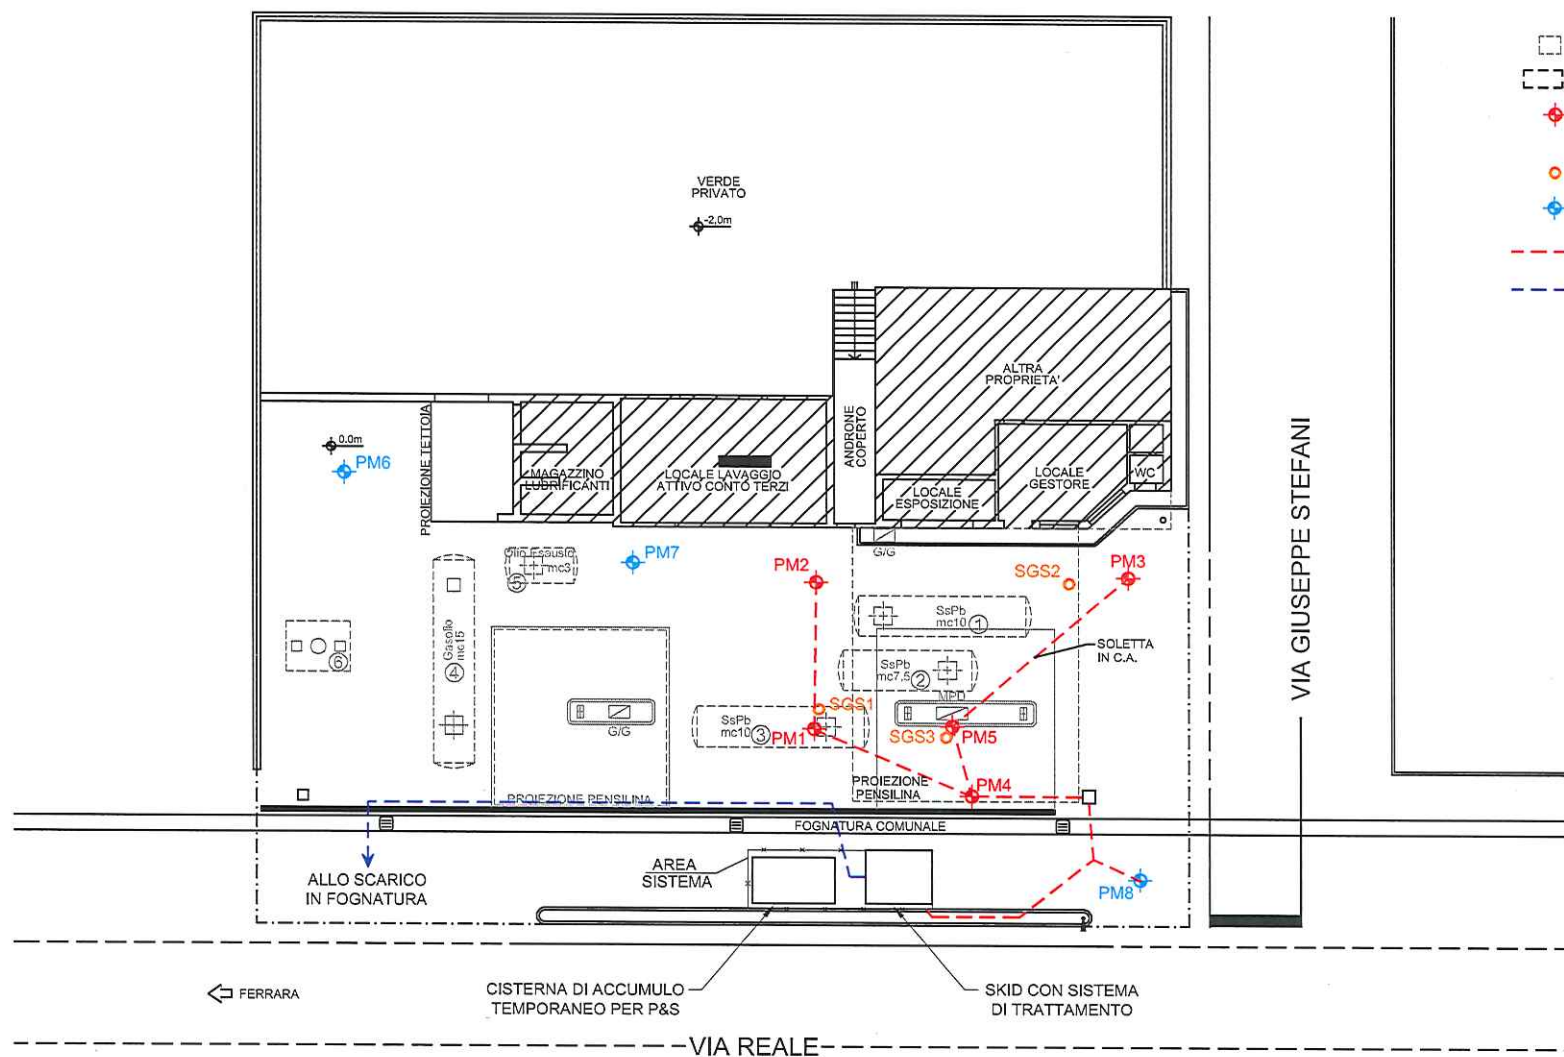 VERDE
PRIVATO
-2,0m
ALTRA
PROPRIETA'
PROIEZIONE TETTOIA
0.0m
PM6
MAGAZZINO
LUBRIFICANTI
LOCALE LAVAGGIO
ATTIVO CONTO TERZI
ANDRONE
COPERTO
LOCALE
ESPOSIZIONE
LOCALE
GESTORE
WC
VIA GIUSEPPE STEFANI
G/G
Olio Esausto
mc3
5
PM7
PM2
SGS2
PM3
SsPb
mc10
1
SOLETTA
IN C.A.
Gasolio
mc15
4
6
SsPb
mc7,5
2
MPD
G/G
SsPb
mc10
3
SGS1
PM1
SGS3
PM5
PM4
PROIEZIONE PENSILINA
PROIEZIONE
PENSILINA
FOGNATURA COMUNALE
ALLO SCARICO
IN FOGNATURA
AREA
SISTEMA
PM8
FERRARA
CISTERNA DI ACCUMULO
TEMPORANEO PER P&S
SKID CON SISTEMA
DI TRATTAMENTO
VIA REALE